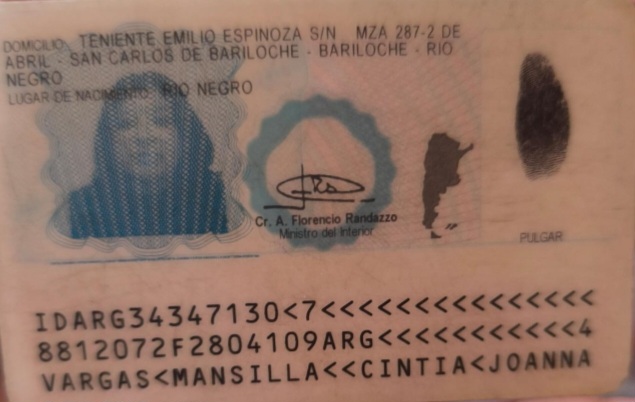 DOMICILIO: TENIENTE EMILIO ESPINOZA S/N MZA 287-2 DE
ABRIL - SAN CARLOS DE BARILOCHE - BARILOCHE - RIO
NEGRO
LUGAR DE NACIMIENTO: RIO NEGRO
Cr. A. Florencio Randazzo
Ministro del Interior
PULGAR
IDARG34347130<7<<<<<<<<<<<<<<<
8812072F2804109ARG<<<<<<<<<<<4
VARGAS<MANSILLA<<CINTIA<JOANNA